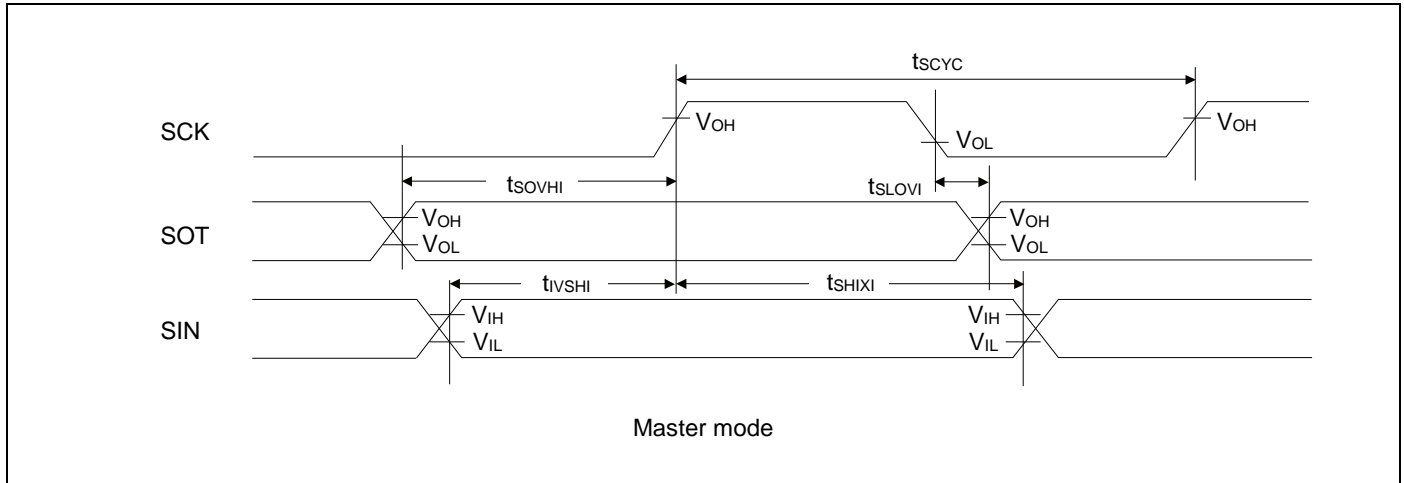 tSCYC
SCK
VOH
VOL
VOH
tSOVHI
tSLOVI
SOT
VOH
VOL
VOH
VOL
tIVSHI
tSHIXI
SIN
VIH
VIL
VIH
VIL
Master mode